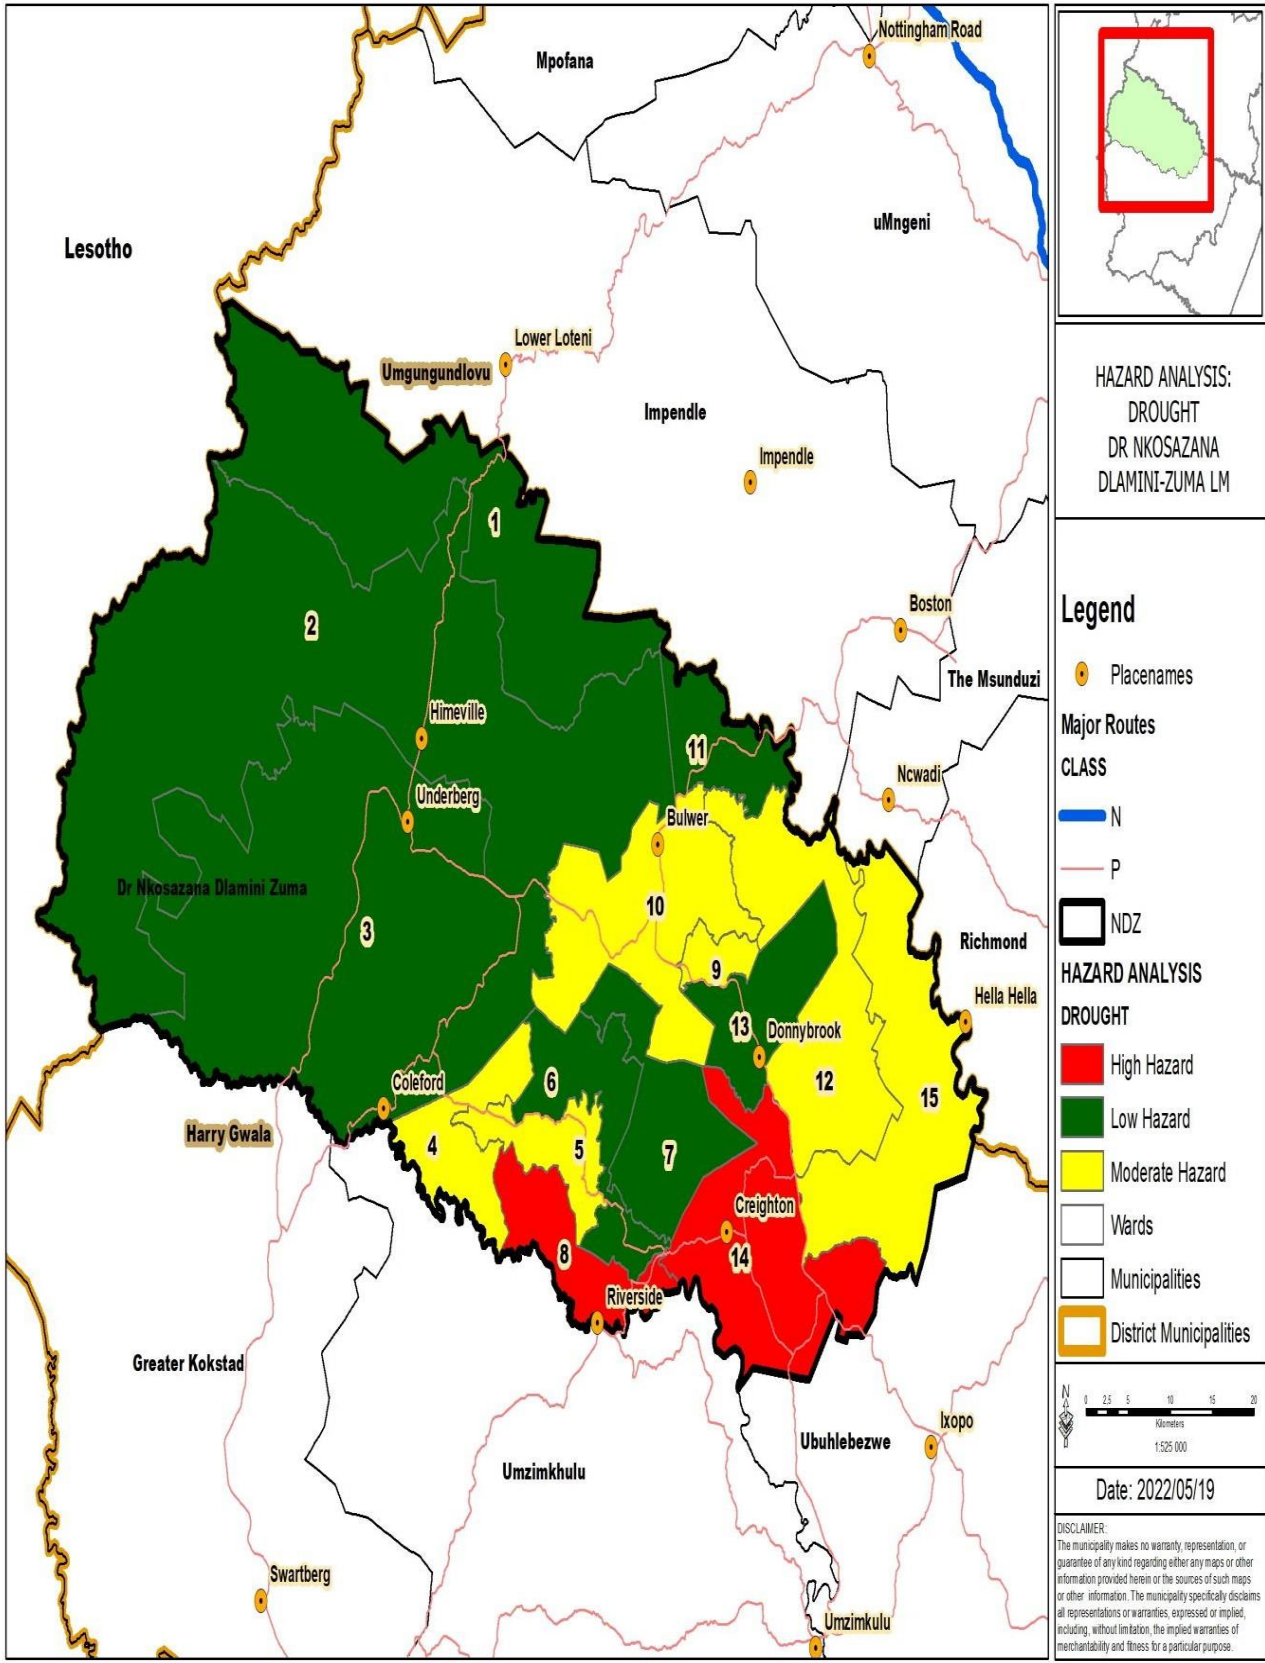 Nottingham Road
Mpofana
uMngeni
Lesotho
Lower Loteni
Umgungundlovu
Impendle
Impendle
1
Boston
2
The Msunduzi
Himeville
11
Ncwadi
Underberg
Bulwer
Dr Nkosazana Dlamini Zuma
10
3
Richmond
9
Hella Hella
13
Donnybrook
6
12
Coleford
15
Harry Gwala
4
5
7
Creighton
8
14
Riverside
Greater Kokstad
Ixopo
Ubuhlebezwe
Umzimkhulu
Swartberg
Umzimkulu
HAZARD ANALYSIS:
DROUGHT
DR NKOSAZANA
DLAMINI-ZUMA LM
Legend
Placenames
Major Routes
CLASS
N
P
NDZ
HAZARD ANALYSIS
DROUGHT
High Hazard
Low Hazard
Moderate Hazard
Wards
Municipalities
District Municipalities
N
0 2,5 5 10 15 20
Kilometers
1:525 000
Date: 2022/05/19
DISCLAIMER:
The municipality makes no warranty, representation, or
guarantee of any kind regarding either any maps or other
information provided herein or the sources of such maps
or other information. The municipality specifically disclaims
all representations or warranties, expressed or implied,
including, without limitation, the implied warranties of
merchantability and fitness for a particular purpose.